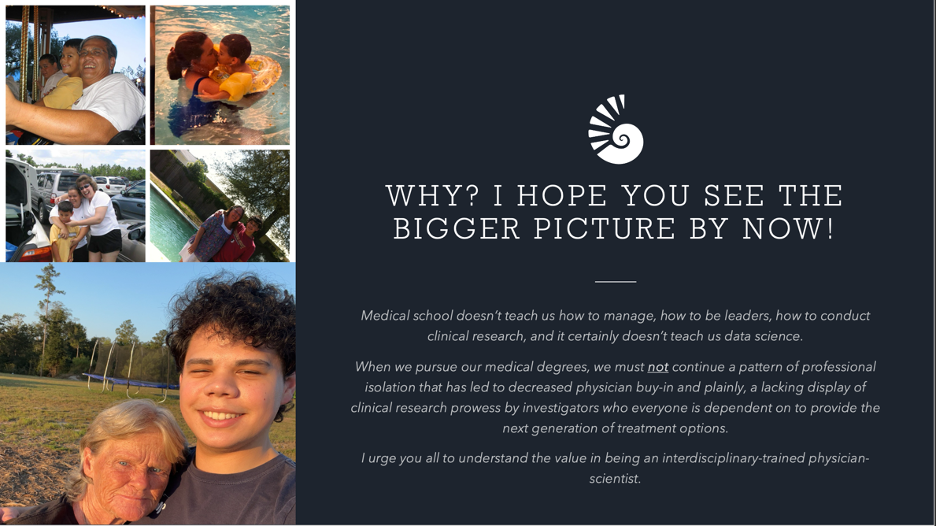 WHY? I HOPE YOU SEE THE
BIGGER PICTURE BY NOW!
Medical school doesn’t teach us how to manage, how to be leaders, how to conduct
clinical research, and it certainly doesn’t teach us data science.
When we pursue our medical degrees, we must not continue a pattern of professional
isolation that has led to decreased physician buy-in and plainly, a lacking display of
clinical research prowess by investigators who everyone is dependent on to provide the
next generation of treatment options.
I urge you all to understand the value in being an interdisciplinary-trained physician-
scientist.